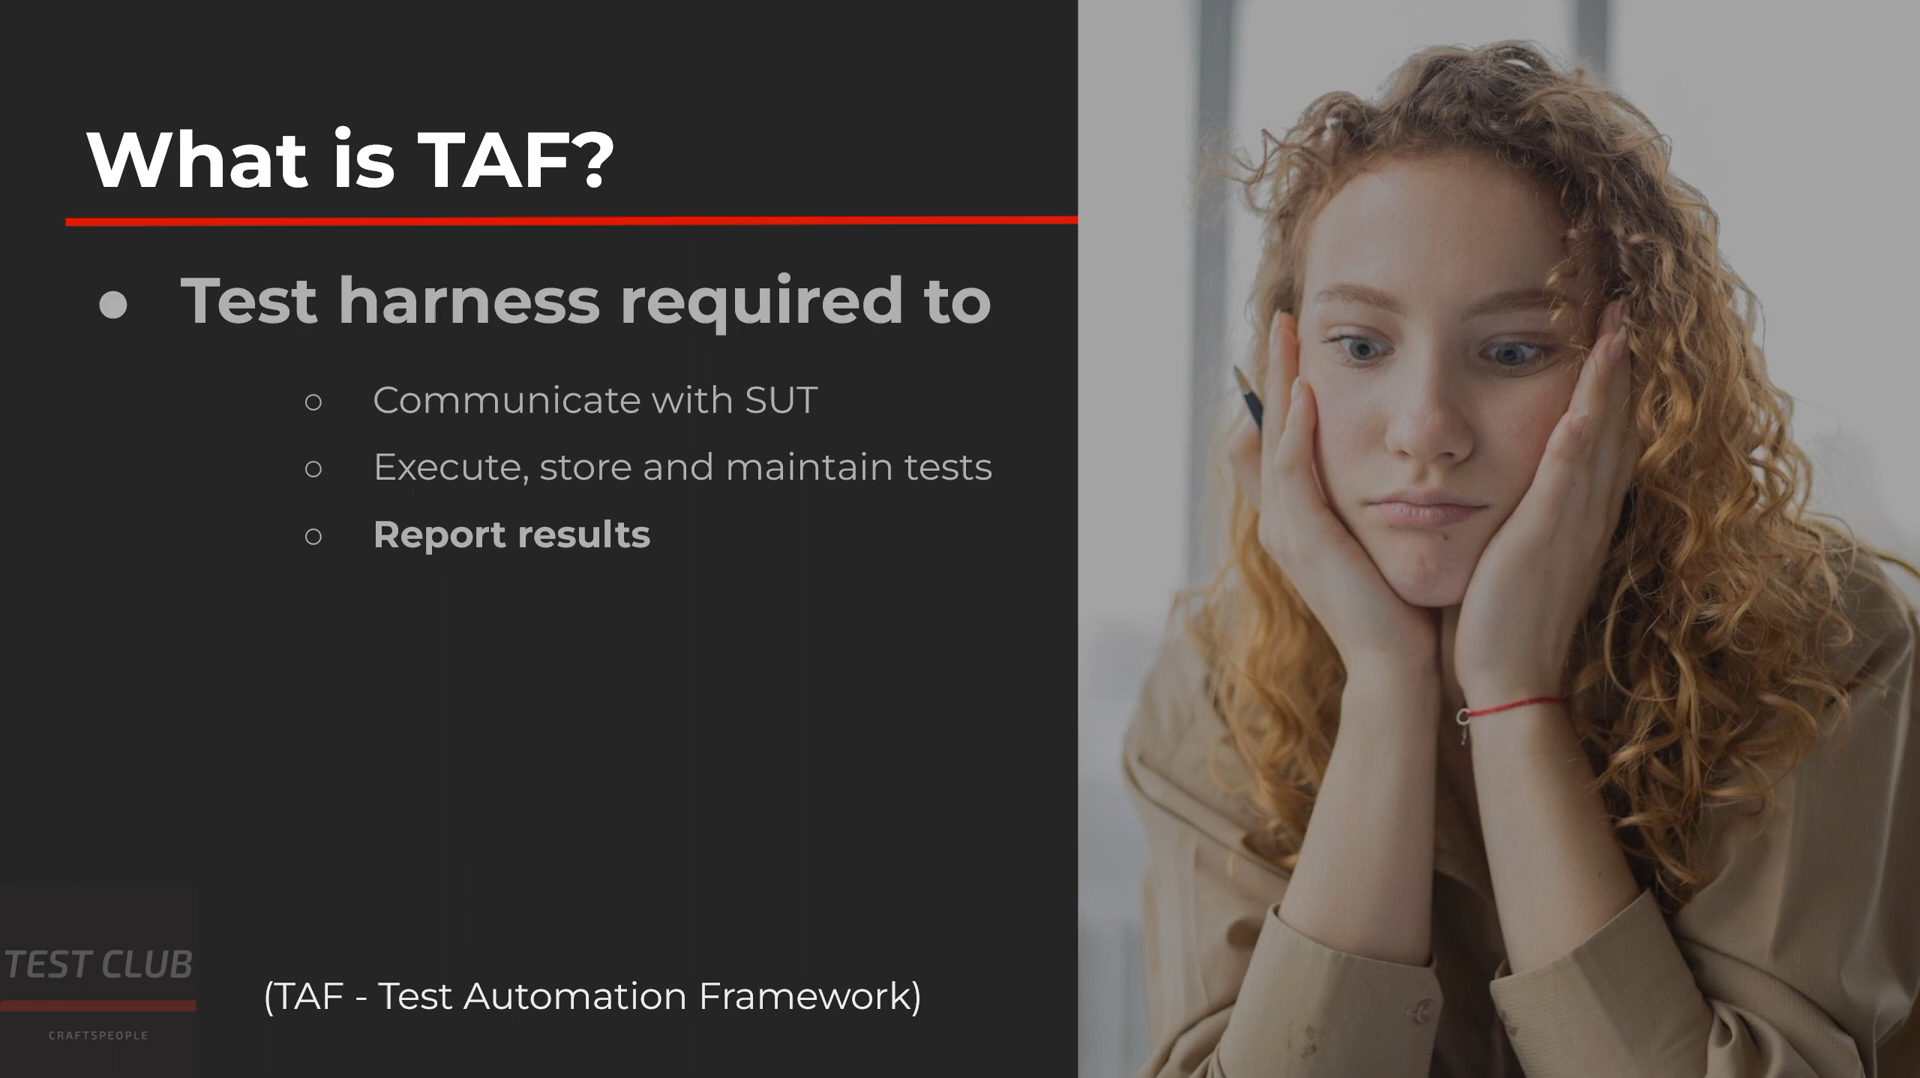 What is TAF?
● Test harness required to
○ Communicate with SUT
○ Execute, store and maintain tests
○ Report results
(TAF - Test Automation Framework)
TEST CLUB
CRAFTSPEOPLE